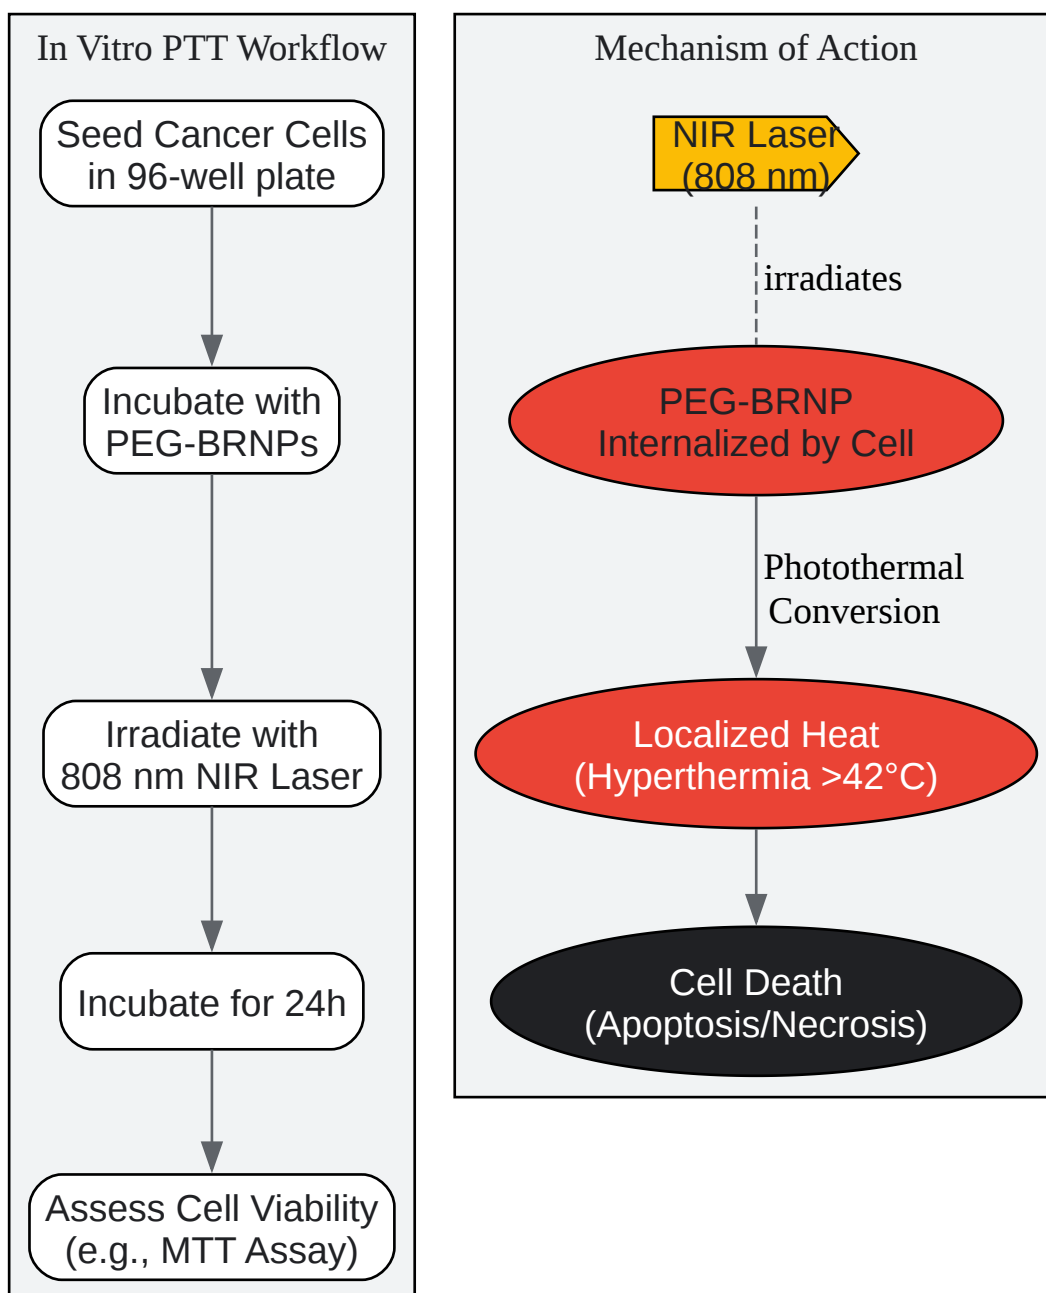 In Vitro PTT Workflow
Seed Cancer Cells
in 96-well plate
Incubate with
PEG-BRNPs
Irradiate with
808 nm NIR Laser
Incubate for 24h
Assess Cell Viability
(e.g., MTT Assay)
Mechanism of Action
NIR Laser
(808 nm)
irradiates
PEG-BRNP
Internalized by Cell
Photothermal
Conversion
Localized Heat
(Hyperthermia >42°C)
Cell Death
(Apoptosis/Necrosis)